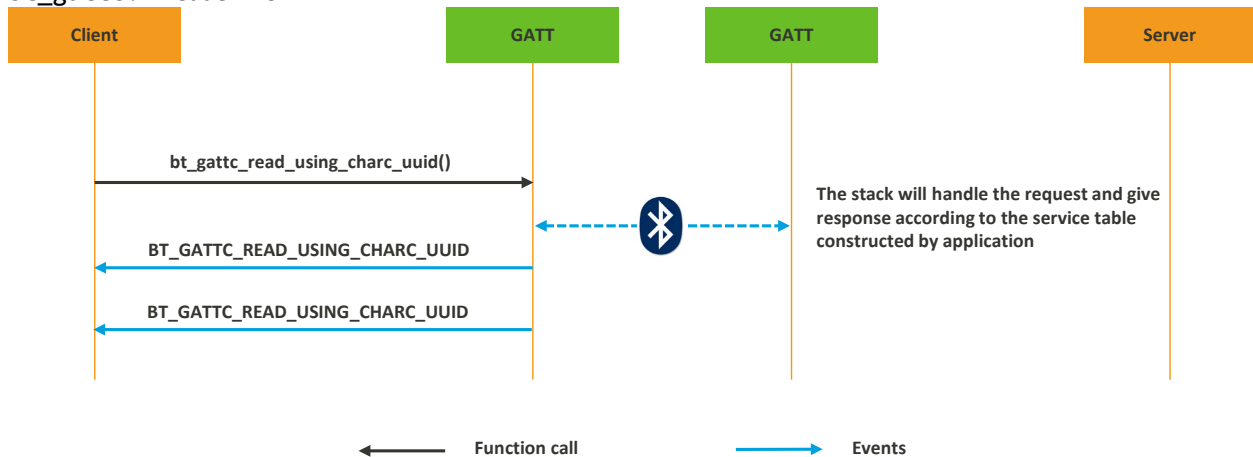 Client
GATT
GATT
Server
bt_gattc_read_using_charc_uuid()
The stack will handle the request and give
response according to the service table
constructed by application
BT_GATTC_READ_USING_CHARC_UUID
BT_GATTC_READ_USING_CHARC_UUID
Function call
Events